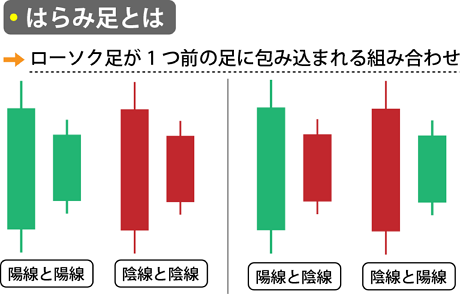 • はらみ足とは
➡ ローソク足が1つ前の足に包み込まれる組み合わせ
陽線と陽線
陰線と陰線
陽線と陰線
陰線と陽線